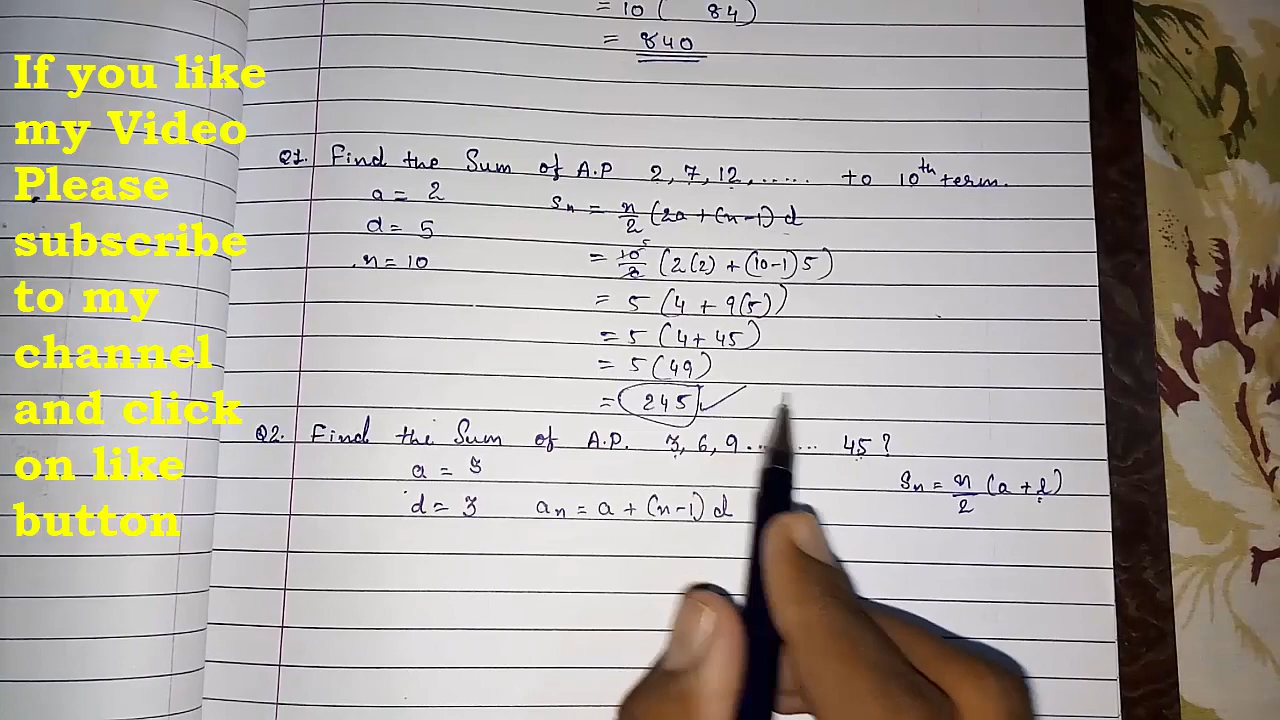 If you like
my Video
Please
subscribe
to my
channel
and click
on like
button
= 10 ( 84)
= 840
Q1. Find the Sum of A.P 2, 7, 12, ...... to 10th term.
a = 2
d = 5
n = 10
Sn = n/2 (2a + (n-1) d
= 10/2 5 (2(2) + (10-1) 5)
= 5 (4 + 9(5))
= 5 (4 + 45)
= 5 (49)
= 245 ✓
Q2. Find the Sum of A.P. 3, 6, 9 ......... 45 ?
a = 3
d = 3
an = a + (n-1) d
Sn = n/2 (a + l)